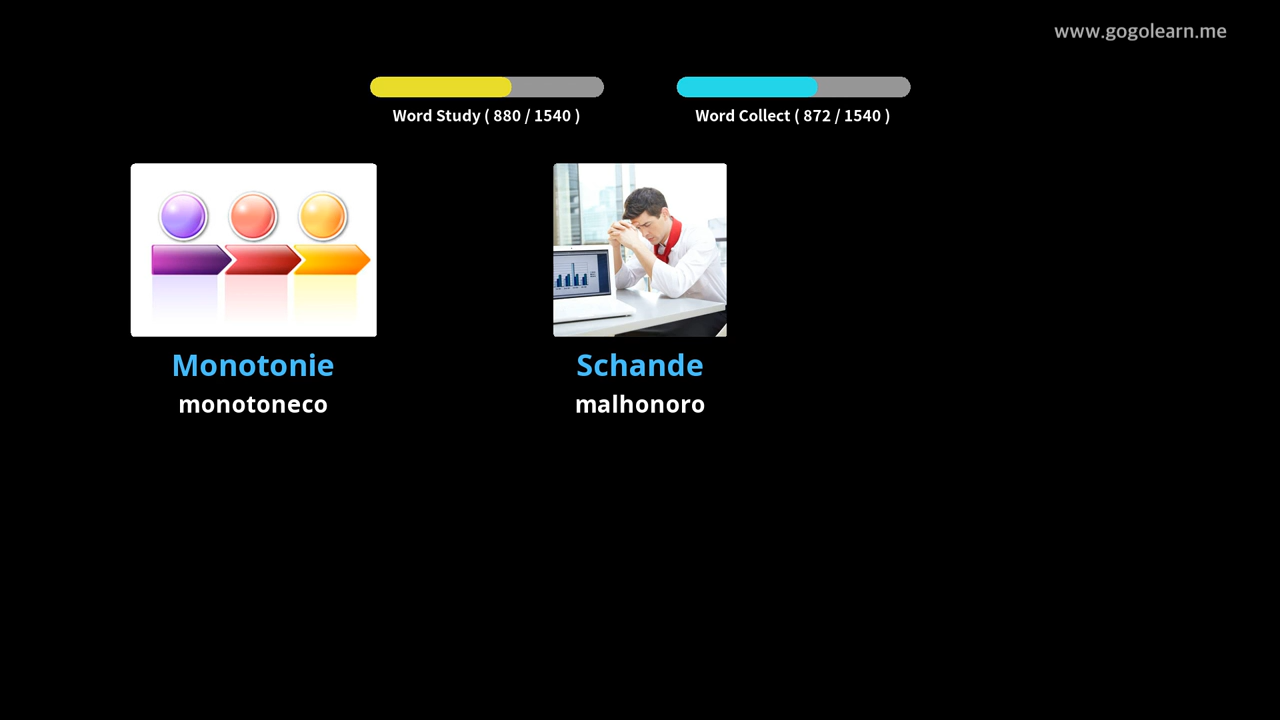 www.gogolearn.me
Word Study ( 880 / 1540 )
Word Collect ( 872 / 1540 )
Monotonie
monotoneco
Schande
malhonoro